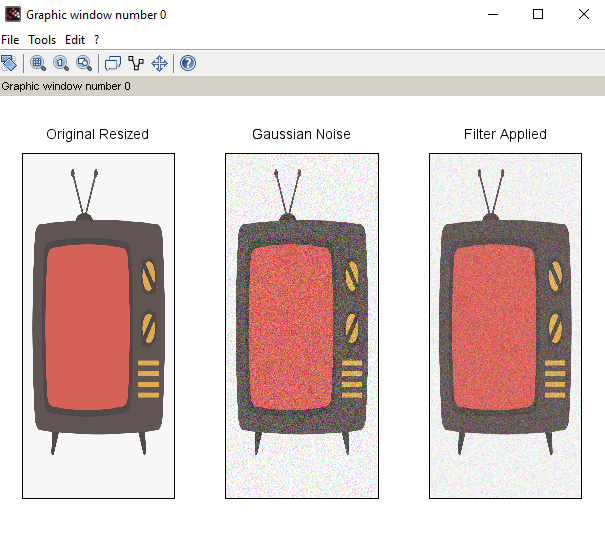 Graphic window number 0
File Tools Edit ?
Graphic window number 0
Original Resized
Gaussian Noise
Filter Applied